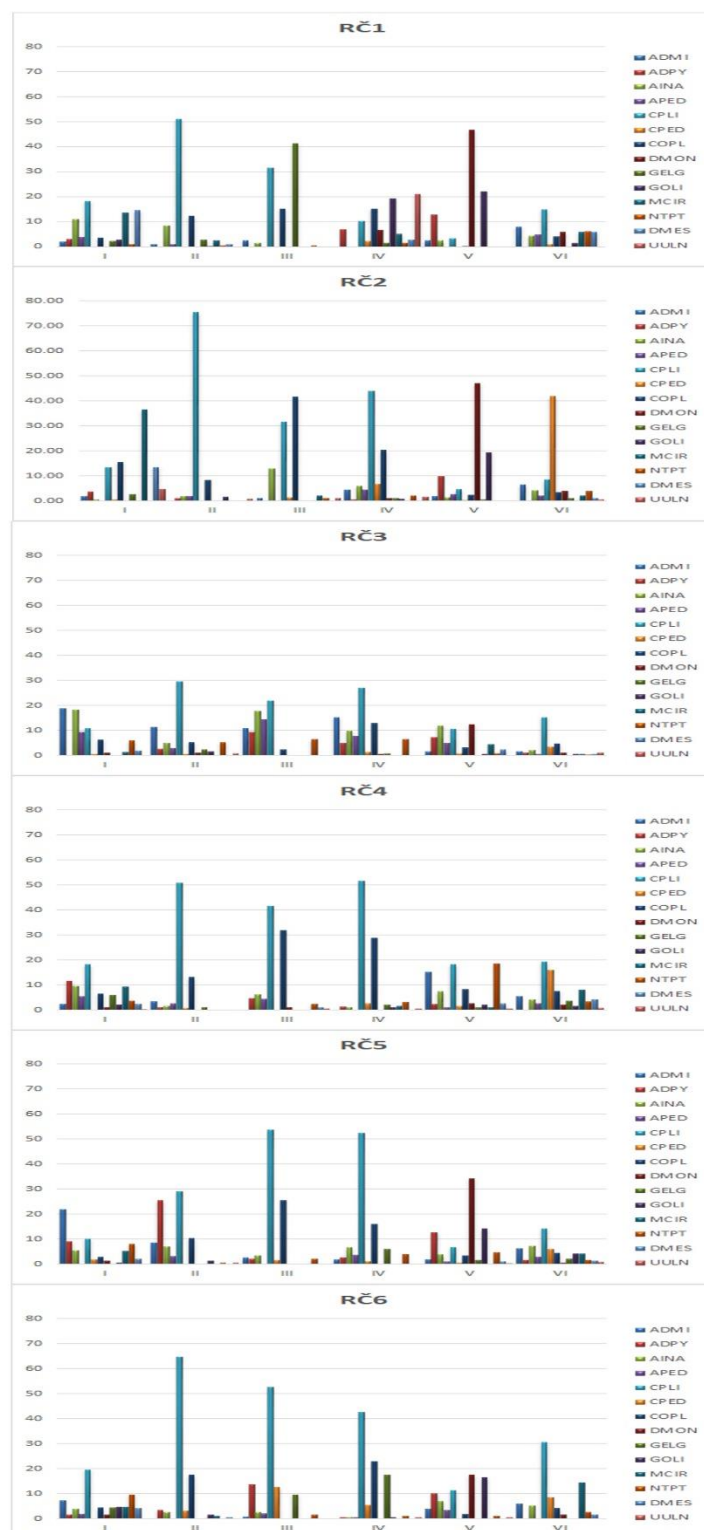 RČ1
80
70
60
50
40
30
20
10
0
I II III IV V VI
ADMI
ADPY
AINA
APED
CPLI
CPED
COPL
DMON
GELG
GOLI
MCIR
NTPT
DMES
UULN
RČ2
80.00
70.00
60.00
50.00
40.00
30.00
20.00
10.00
0.00
I II III IV V VI
ADMI
ADPY
AINA
APED
CPLI
CPED
COPL
DMON
GELG
GOLI
MCIR
NTPT
DMES
UULN
RČ3
80
70
60
50
40
30
20
10
0
I II III IV V VI
ADMI
ADPY
AINA
APED
CPLI
CPED
COPL
DMON
GELG
GOLI
MCIR
NTPT
DMES
UULN
RČ4
80
70
60
50
40
30
20
10
0
I II III IV V VI
ADMI
ADPY
AINA
APED
CPLI
CPED
COPL
DMON
GELG
GOLI
MCIR
NTPT
DMES
UULN
RČ5
80
70
60
50
40
30
20
10
0
I II III IV V VI
ADMI
ADPY
AINA
APED
CPLI
CPED
COPL
DMON
GELG
GOLI
MCIR
NTPT
DMES
UULN
RČ6
80
70
60
50
40
30
20
10
0
I II III IV V VI
ADMI
ADPY
AINA
APED
CPLI
CPED
COPL
DMON
GELG
GOLI
MCIR
NTPT
DMES
UULN